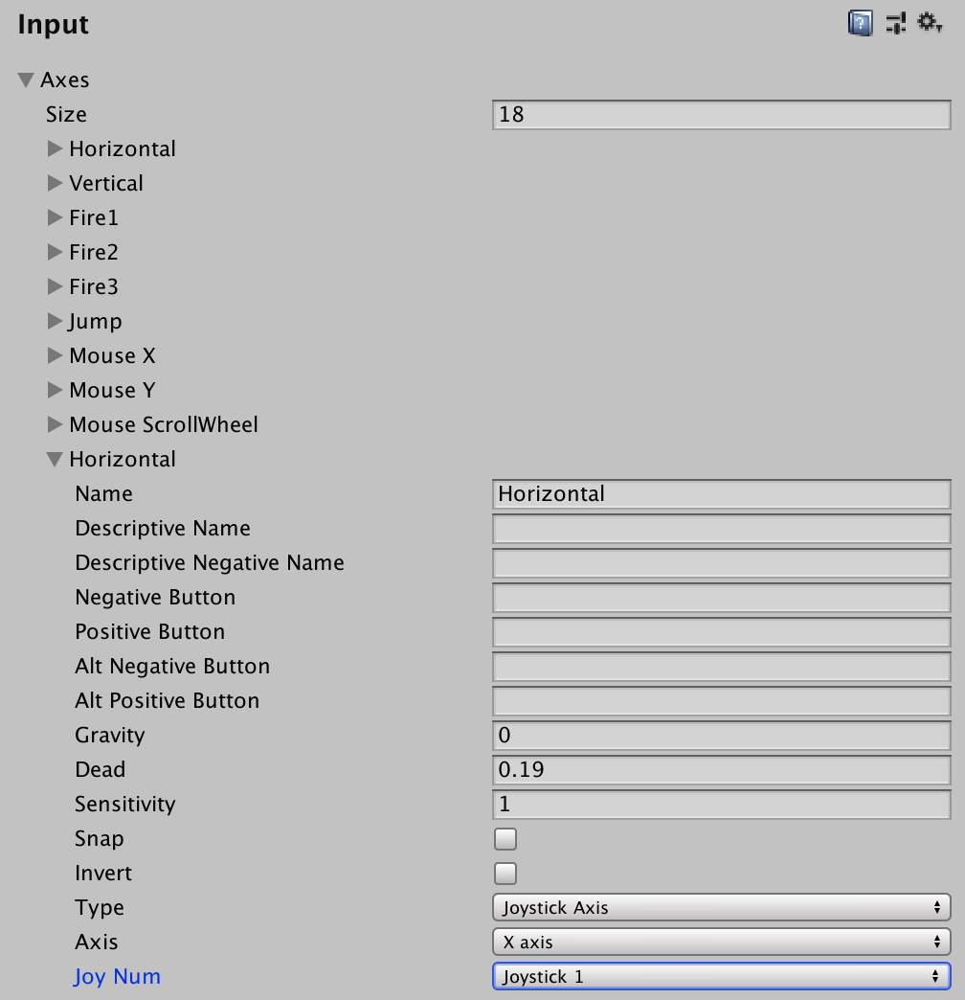 Input
Axes
Size 18
Horizontal
Vertical
Fire1
Fire2
Fire3
Jump
Mouse X
Mouse Y
Mouse ScrollWheel
Horizontal
Name Horizontal
Descriptive Name
Descriptive Negative Name
Negative Button
Positive Button
Alt Negative Button
Alt Positive Button
Gravity 0
Dead 0.19
Sensitivity 1
Snap
Invert
Type Joystick Axis
Axis X axis
Joy Num Joystick 1